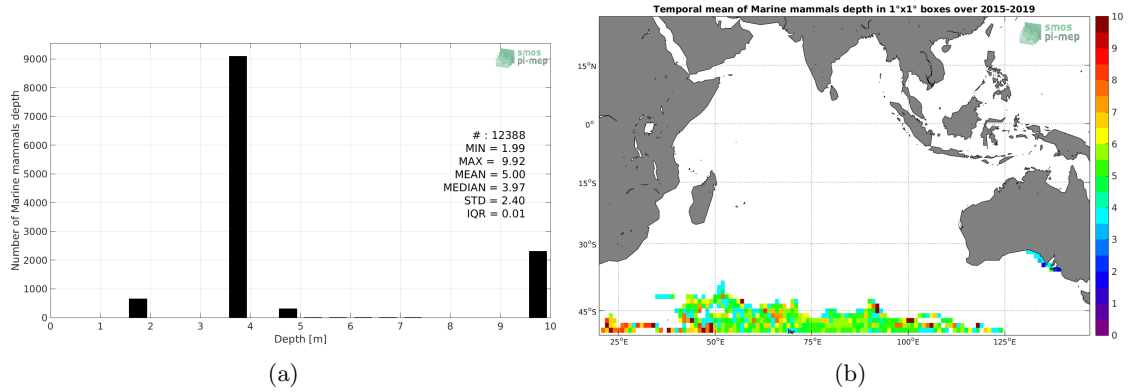 smos
pi-mep
Number of Marine mammals depth
9000
8000
7000
6000
5000
4000
3000
2000
1000
0
# : 12388
MIN = 1.99
MAX = 9.92
MEAN = 5.00
MEDIAN = 3.97
STD = 2.40
IQR = 0.01
0 1 2 3 4 5 6 7 8 9 10
Depth [m]
(a)
Temporal mean of Marine mammals depth in 1°x1° boxes over 2015-2019
smos
pi-mep
15°N
0°
15°S
30°S
45°S
25°E 50°E 75°E 100°E 125°E
10
9
8
7
6
5
4
3
2
1
0
(b)